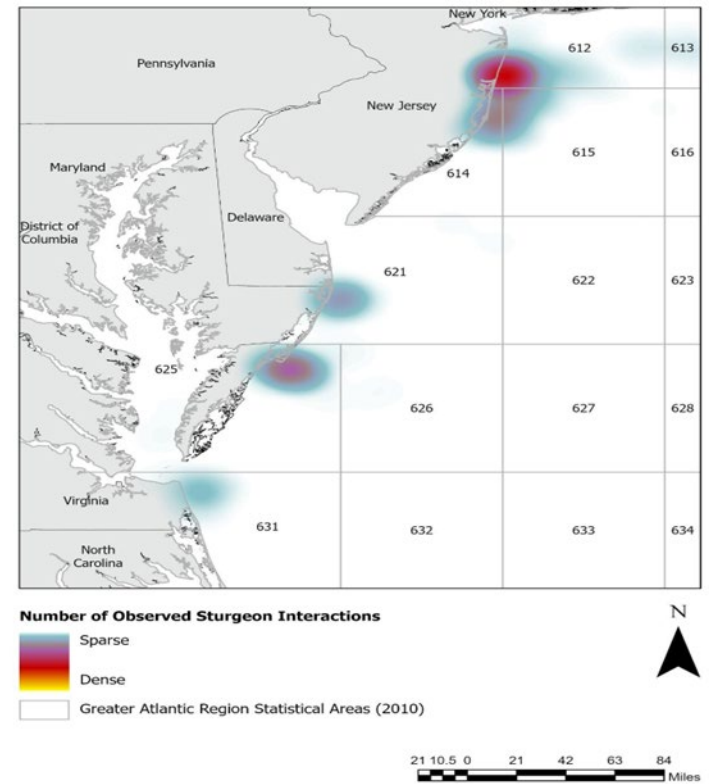 New York
612
613
Pennsylvania
New Jersey
615
616
614
Maryland
District of
Columbia
Delaware
621
622
623
625
626
627
628
Virginia
631
632
633
634
North
Carolina
Number of Observed Sturgeon Interactions
Sparse
Dense
Greater Atlantic Region Statistical Areas (2010)
N
21 10.5 0 21 42 63 84
Miles